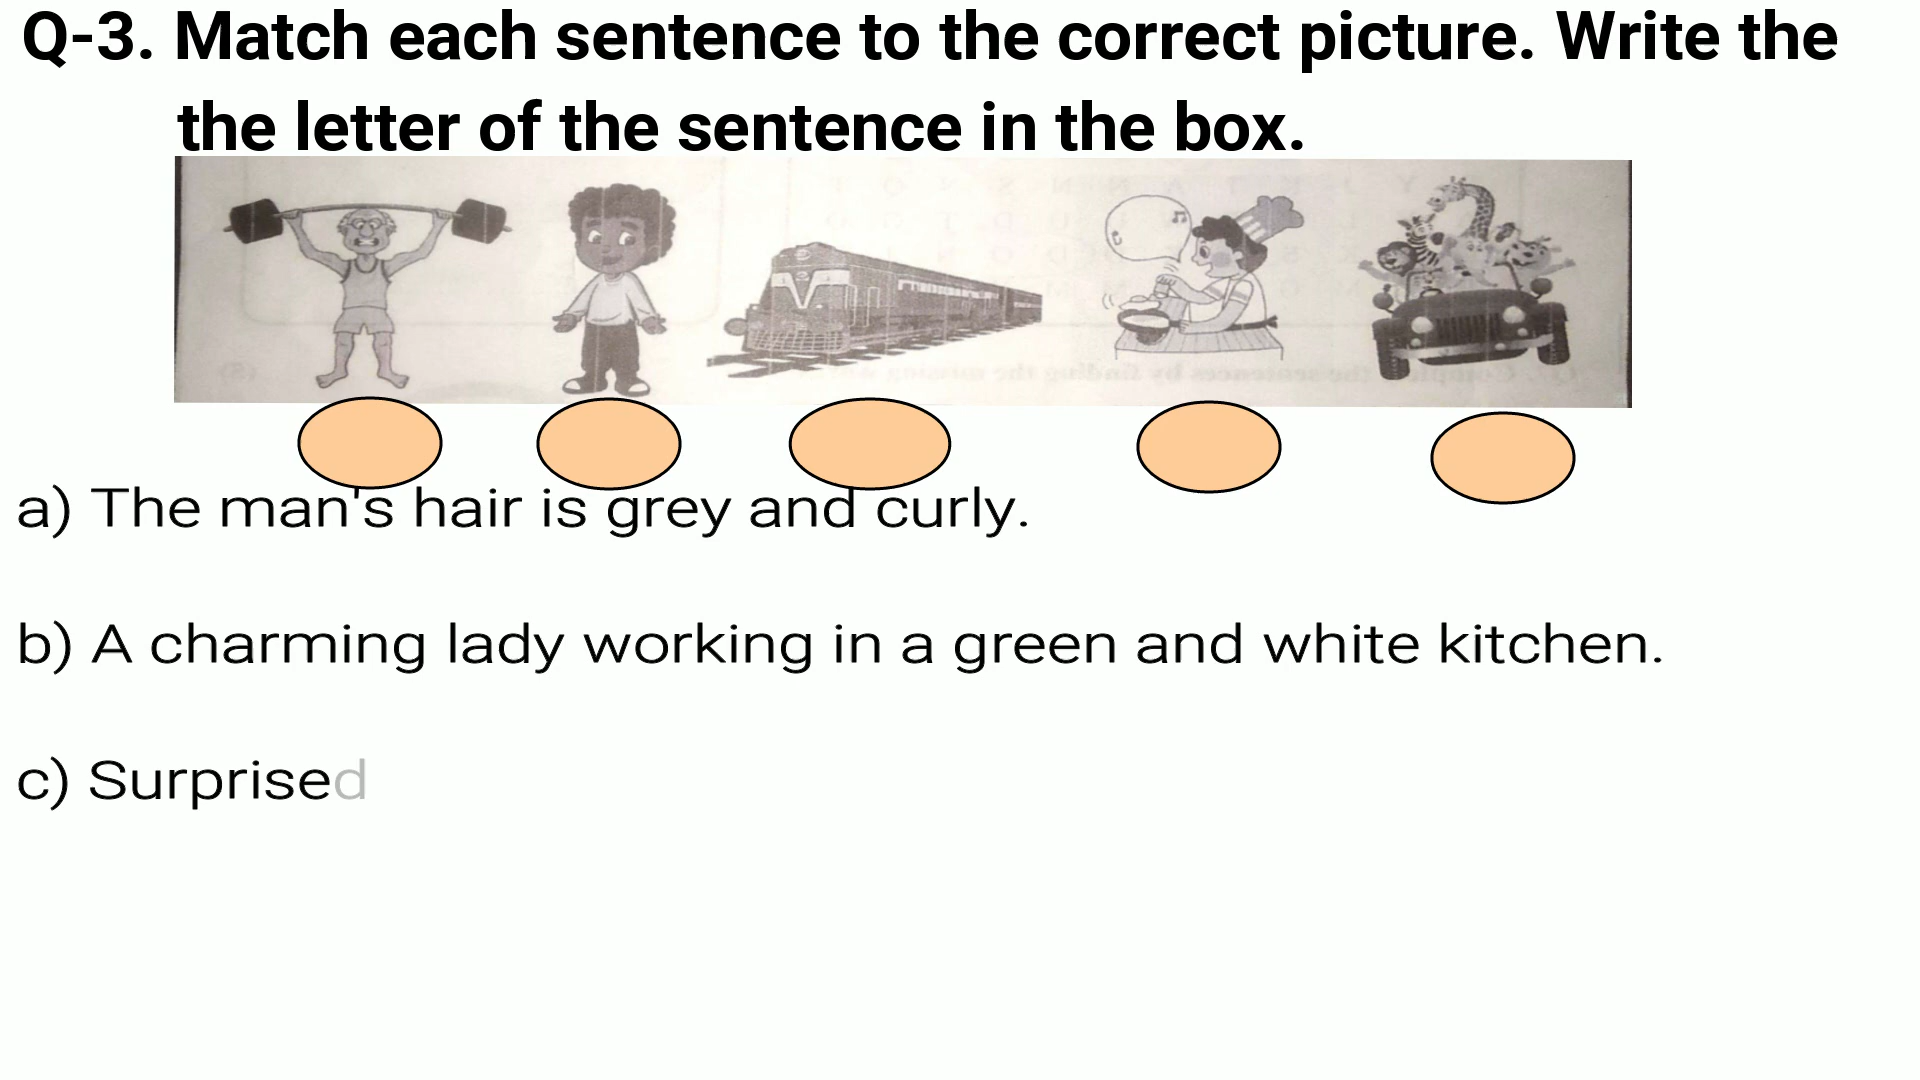 Q-3. Match each sentence to the correct picture. Write the
the letter of the sentence in the box.
a) The man's hair is grey and curly.
b) A charming lady working in a green and white kitchen.
c) Surprised